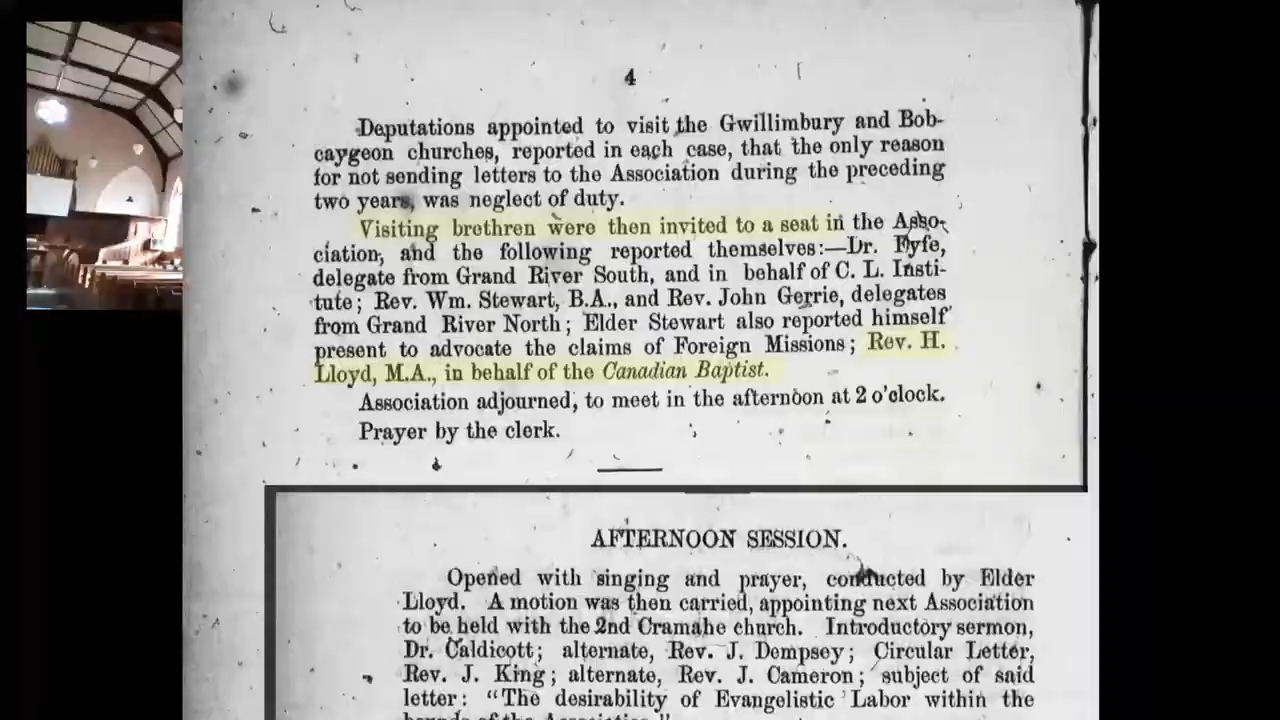 4
Deputations appointed to visit the Gwillimbury and Bob-
caygeon churches, reported in each case, that the only reason
for not sending letters to the Association during the preceding
two years, was neglect of duty.
Visiting brethren were then invited to a seat in the Asso-
ciation, and the following reported themselves:—Dr. Fyfe,
delegate from Grand River South, and in behalf of C. L. Insti-
tute; Rev. Wm. Stewart, B.A., and Rev. John Gerrie, delegates
from Grand River North; Elder Stewart also reported himself
present to advocate the claims of Foreign Missions; Rev. H.
Lloyd, M.A., in behalf of the Canadian Baptist.
Association adjourned, to meet in the afternoon at 2 o'clock.
Prayer by the clerk.
AFTERNOON SESSION.
Opened with singing and prayer, conducted by Elder
Lloyd. A motion was then carried, appointing next Association
to be held with the 2nd Cramahe church. Introductory sermon,
Dr. Caldicott; alternate, Rev. J. Dempsey; Circular Letter,
Rev. J. King; alternate, Rev. J. Cameron; subject of said
letter: "The desirability of Evangelistic Labor within the
bounds of the Association."